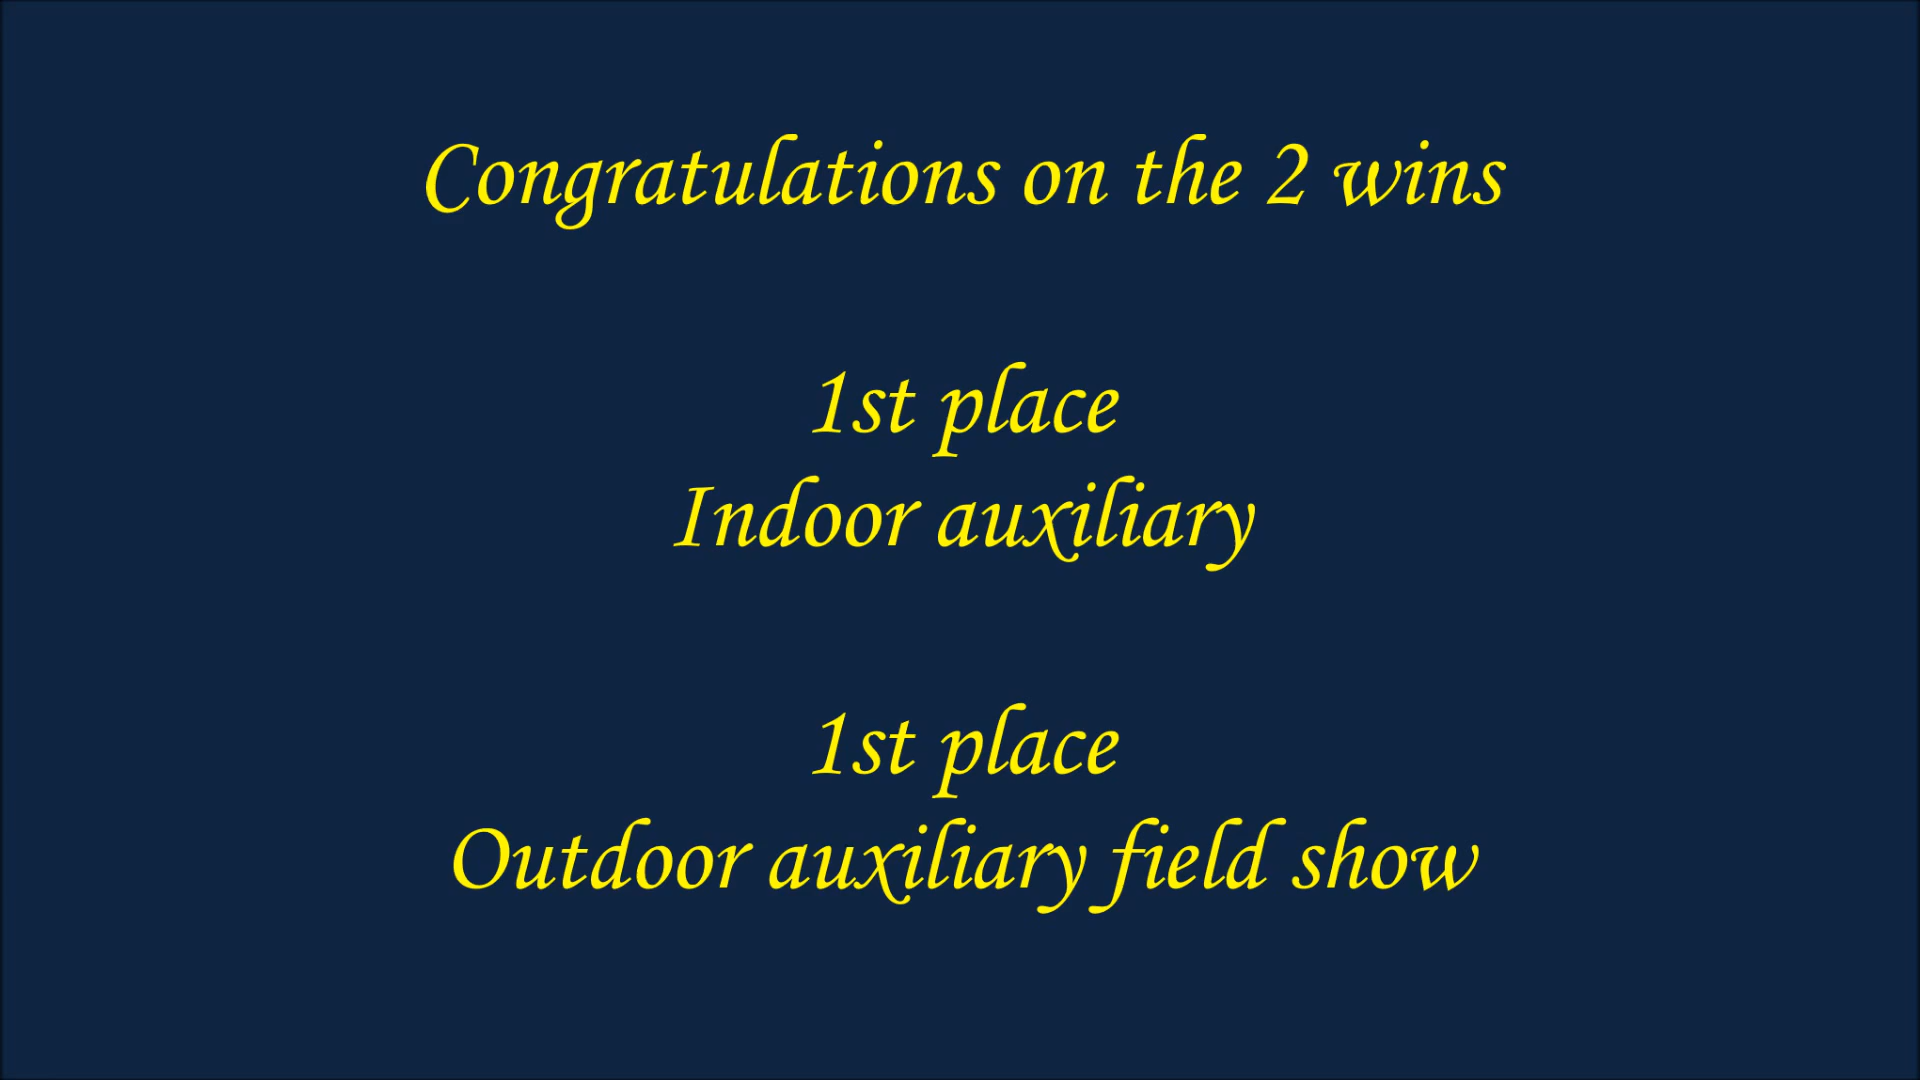 Congratulations on the 2 wins
1st place
Indoor auxiliary
1st place
Outdoor auxiliary field show